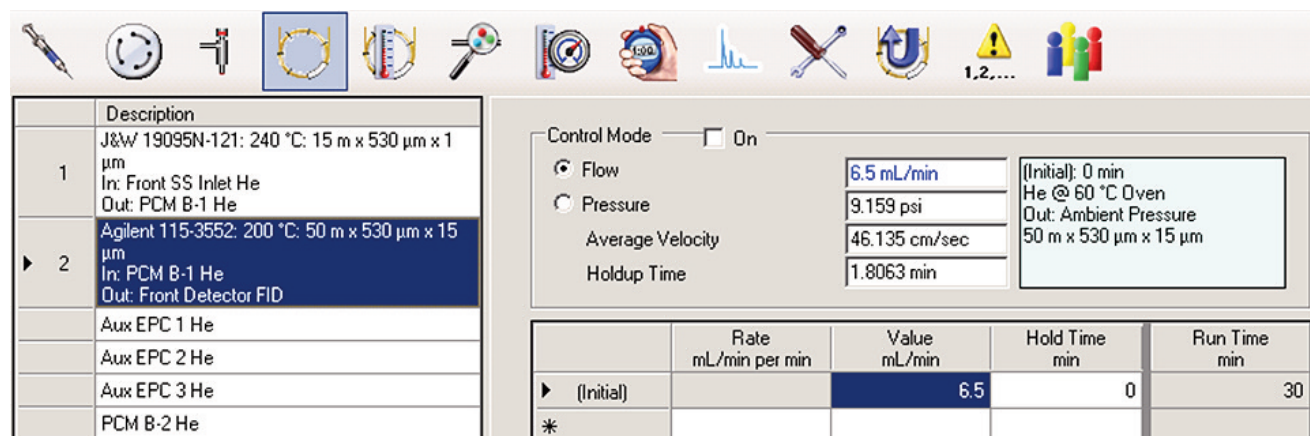 1:00
1,2,...
Description
1
J&W 19095N-121: 240 °C: 15 m x 530 µm x 1
µm
In: Front SS Inlet He
Out: PCM B-1 He
2
Agilent 115-3552: 200 °C: 50 m x 530 µm x 15
µm
In: PCM B-1 He
Out: Front Detector FID
Aux EPC 1 He
Aux EPC 2 He
Aux EPC 3 He
PCM B-2 He
Control Mode On
Flow 6.5 mL/min
Pressure 9.159 psi
Average Velocity 46.135 cm/sec
Holdup Time 1.8063 min
(Initial): 0 min
He @ 60 °C Oven
Out: Ambient Pressure
50 m x 530 µm x 15 µm
Rate Value Hold Time Run Time
mL/min per min mL/min min min
(Initial) 6.5 0 30